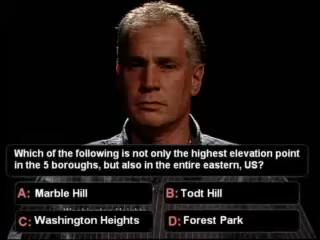 Which of the following is not only the highest elevation point
in the 5 boroughs, but also in the entire eastern, US?
A: Marble Hill
B: Todt Hill
C: Washington Heights
D: Forest Park